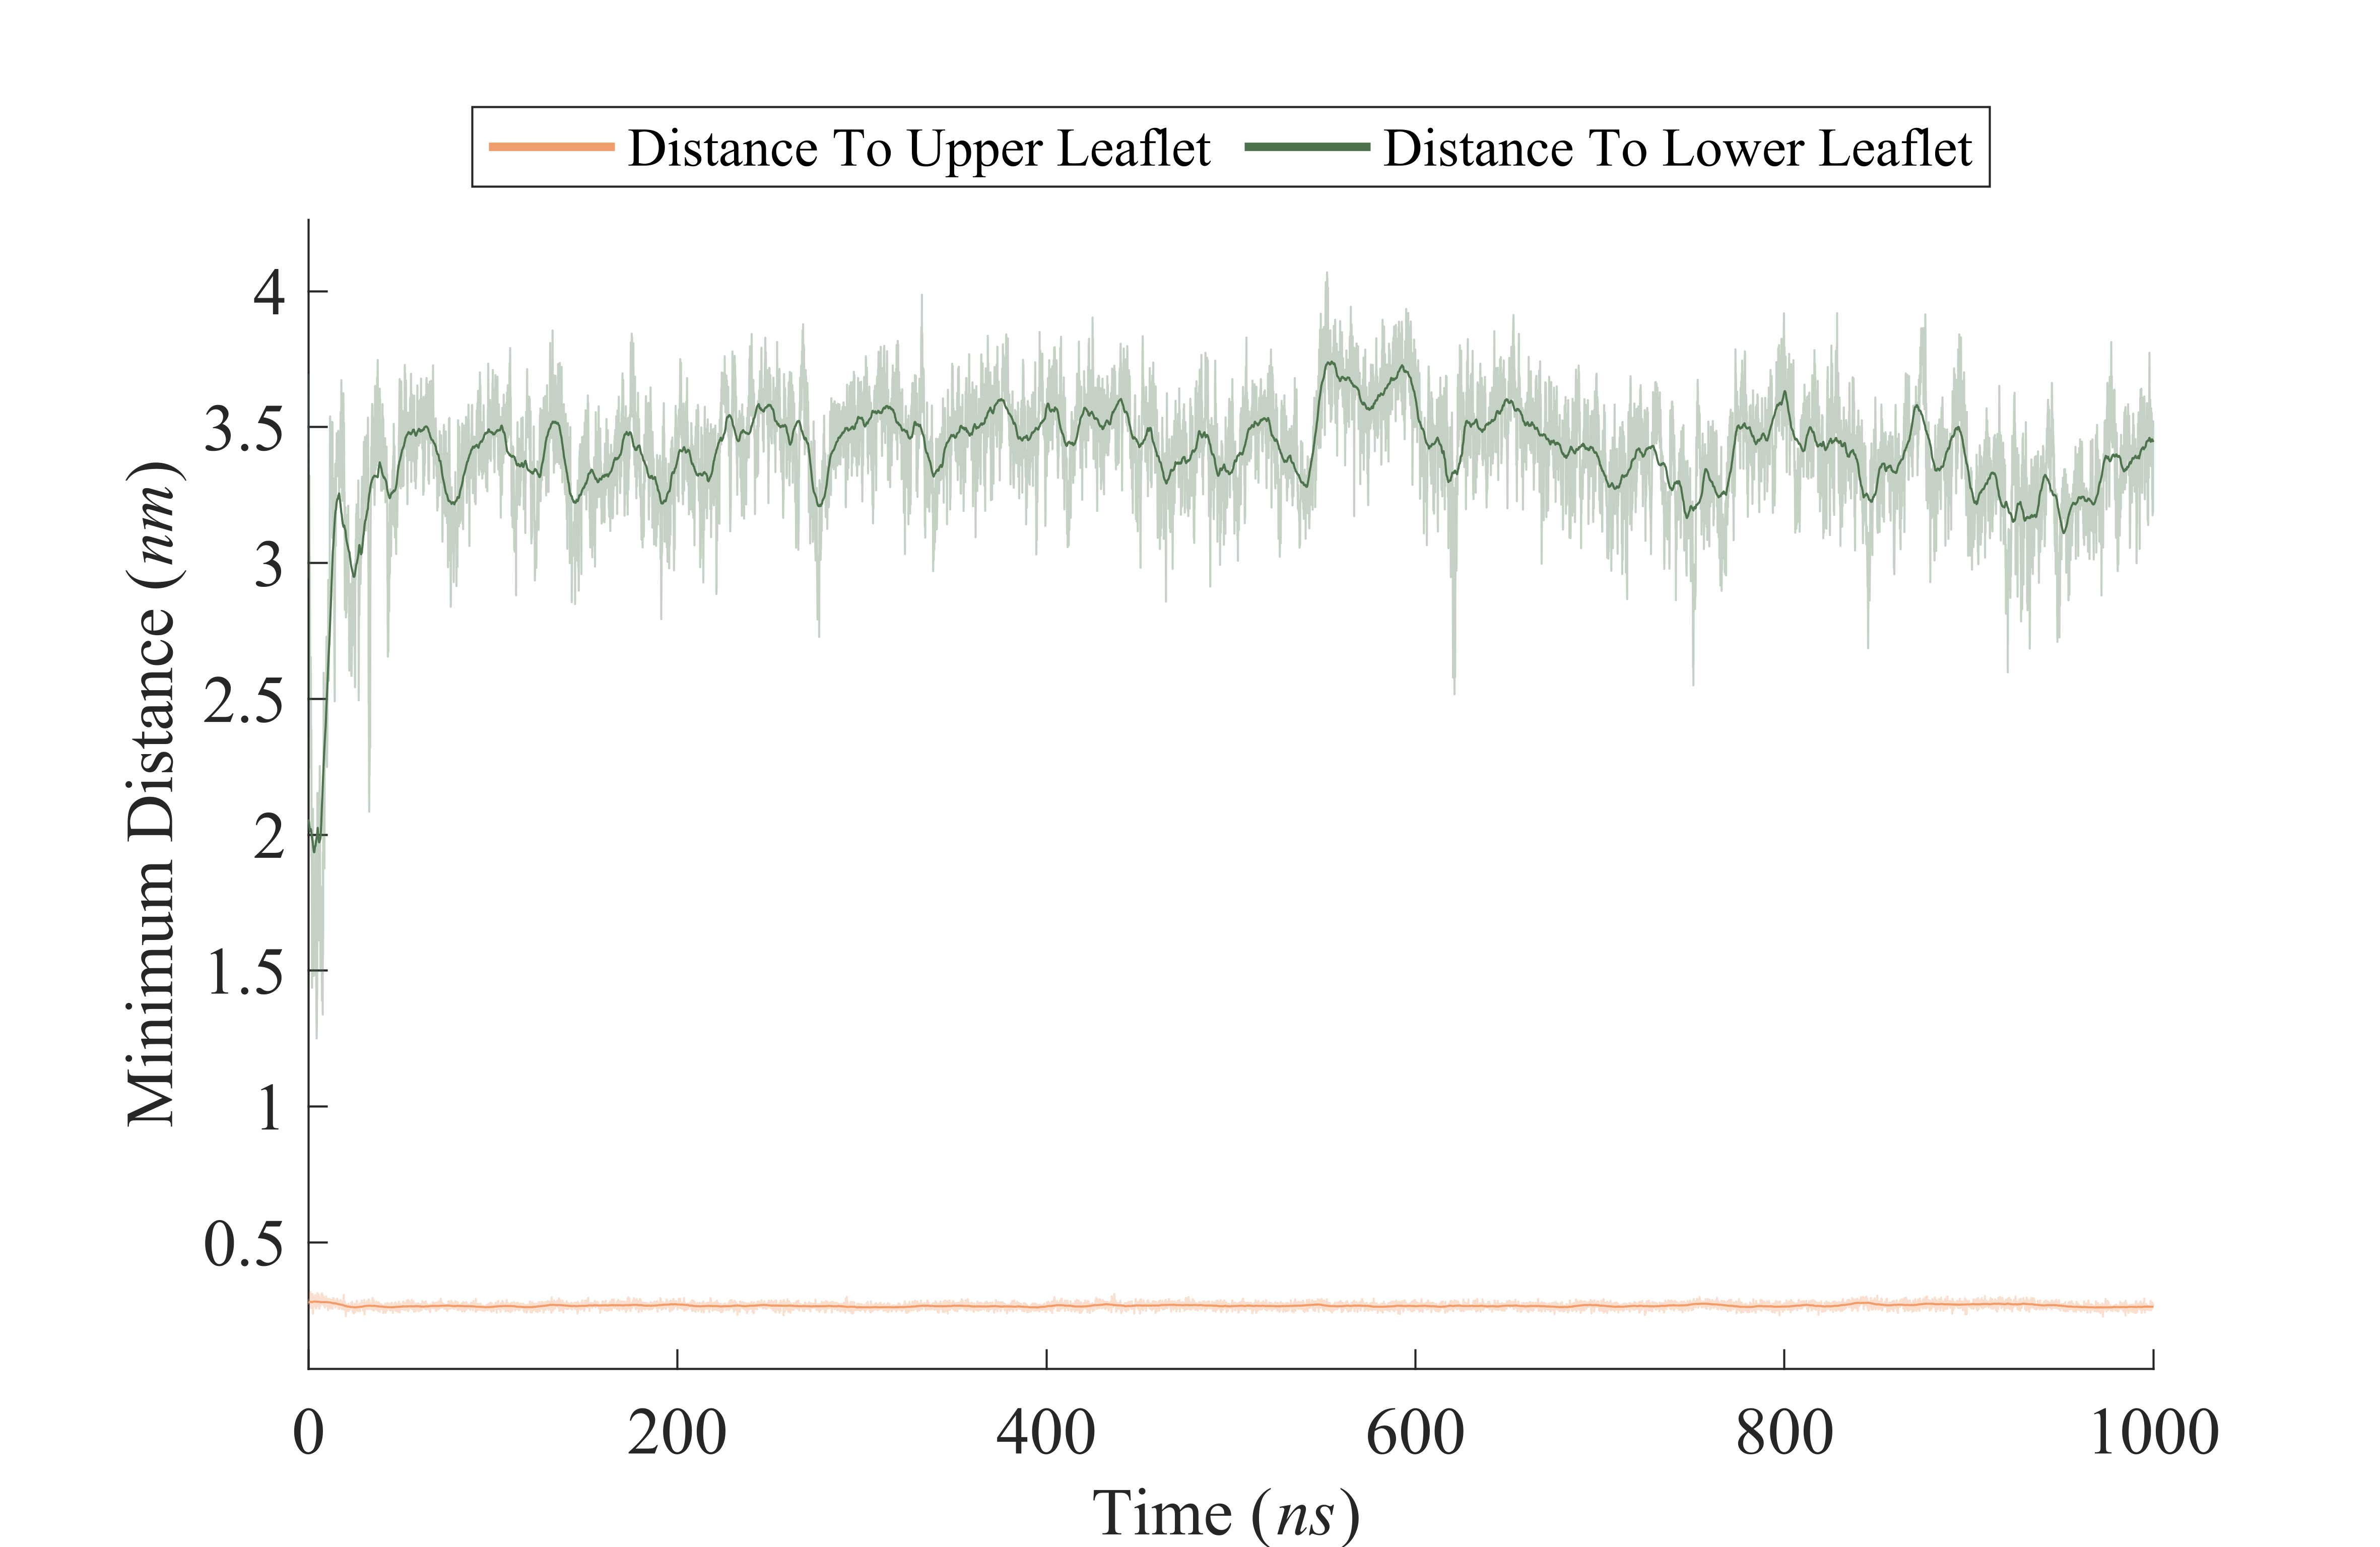 Distance To Upper Leaflet Distance To Lower Leaflet
4
3.5
3
2.5
2
1.5
1
0.5
Minimum Distance (nm)
0 200 400 600 800 1000
Time (ns)